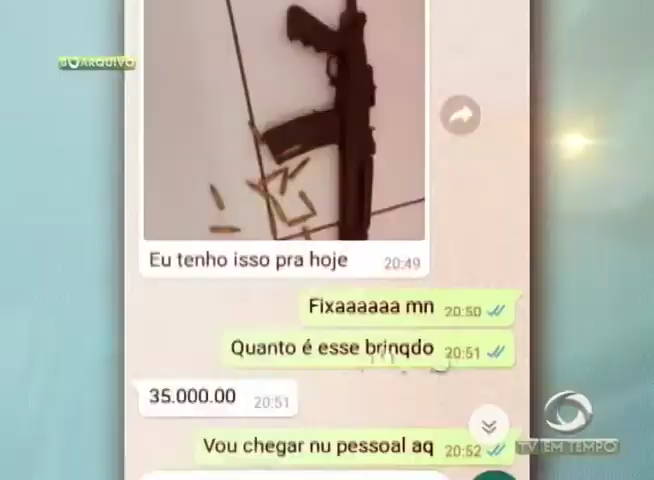 ARQUIVO
Eu tenho isso pra hoje 20:49
Fixaaaaaa mn 20:50
Quanto é esse brinqdo 20:51
35.000.00 20:51
Vou chegar nu pessoal aq 20:52
TV EM TEMPO